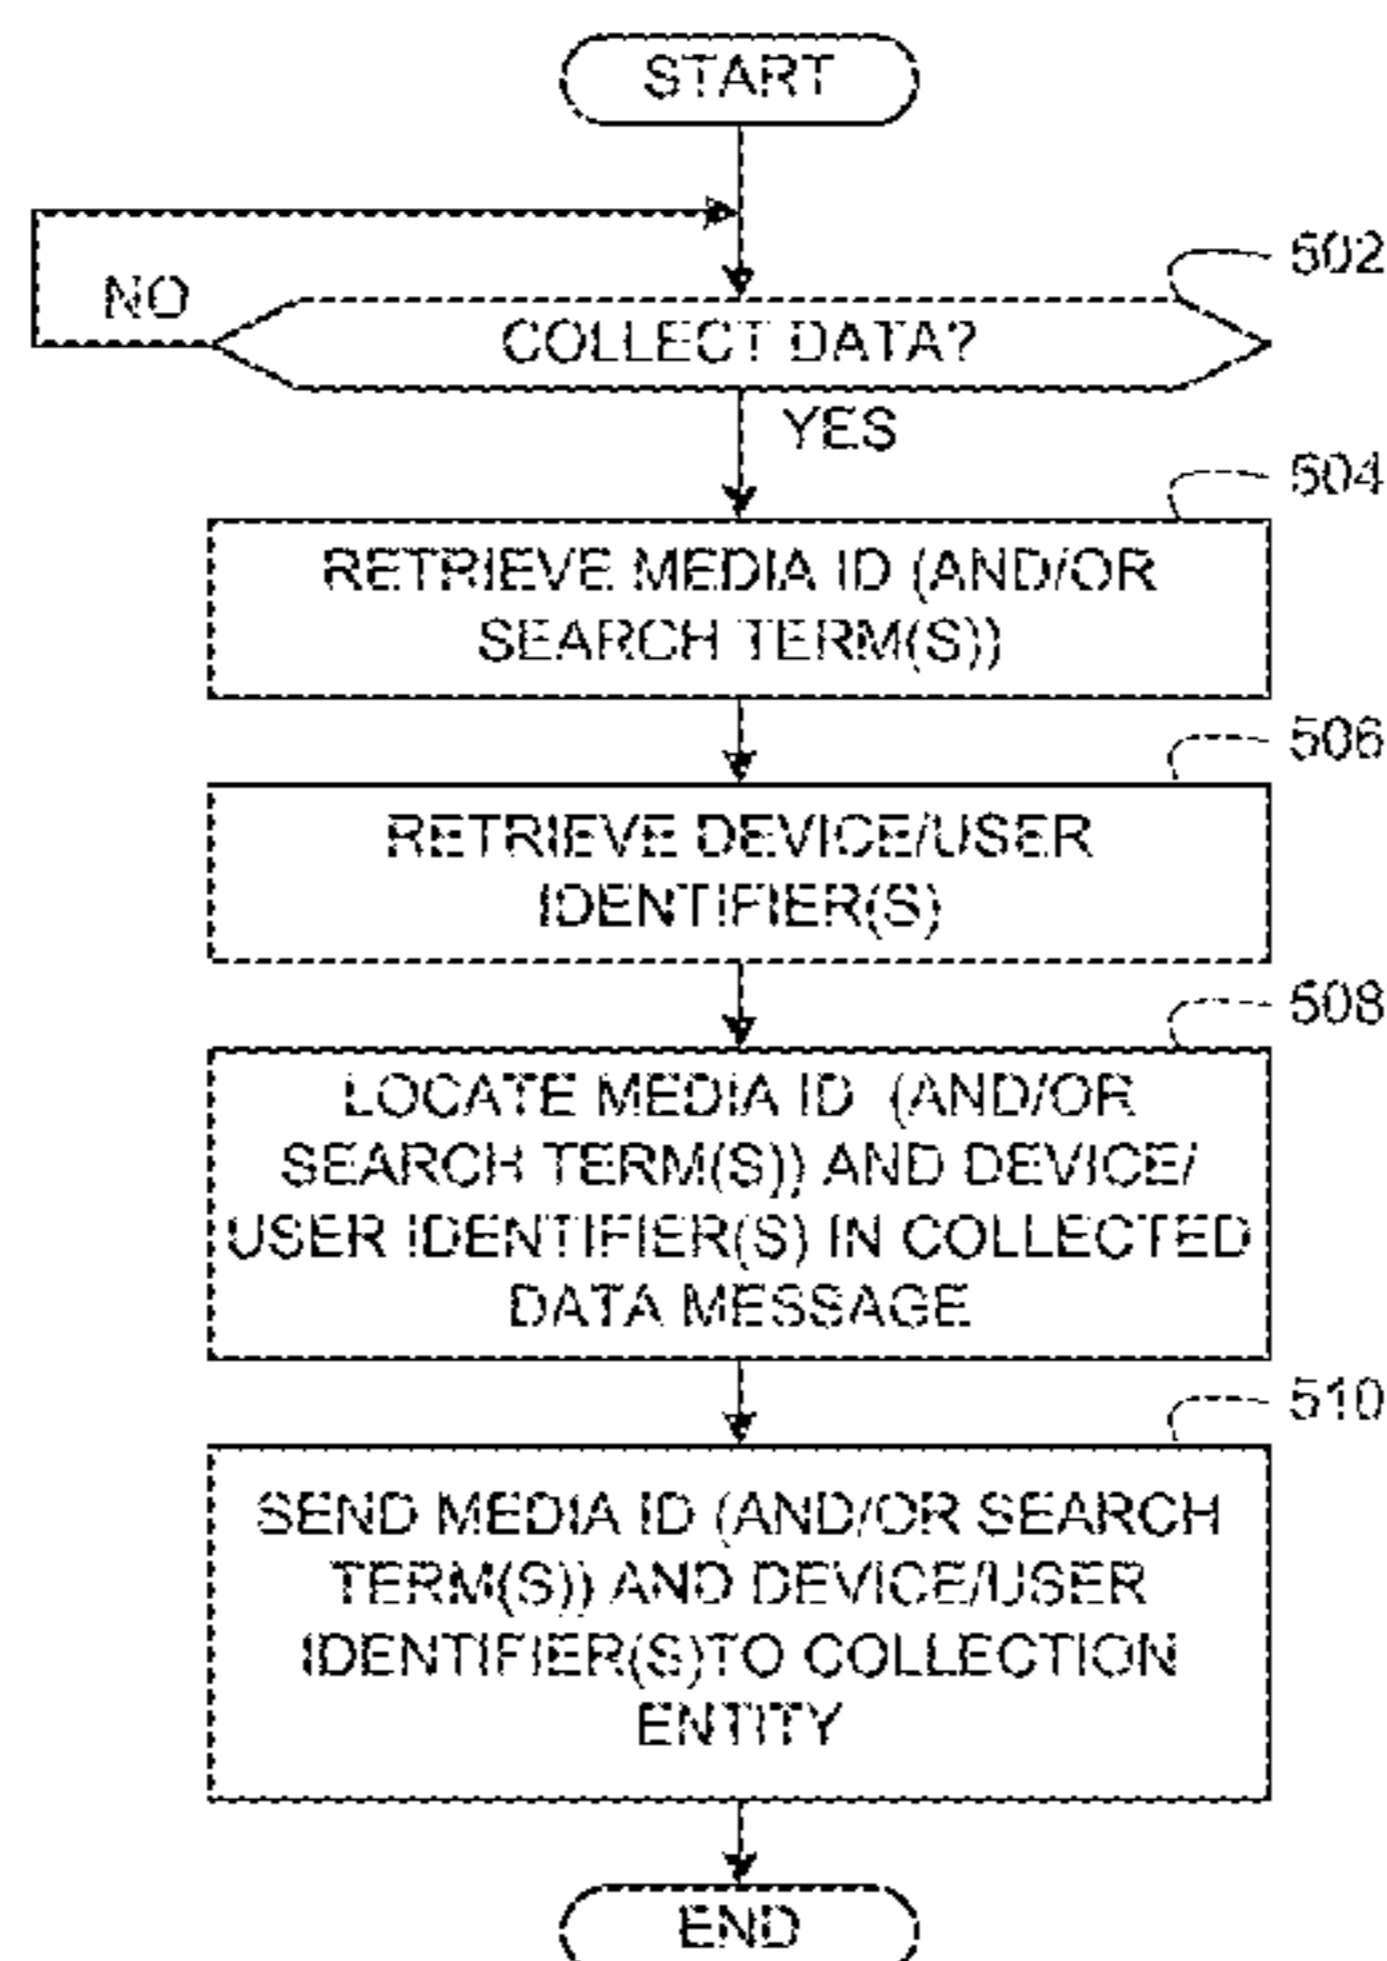 START
NO
502
COLLECT DATA?
YES
504
RETRIEVE MEDIA ID (AND/OR
SEARCH TERM(S))
506
RETRIEVE DEVICE/USER
IDENTIFIER(S)
508
LOCATE MEDIA ID (AND/OR
SEARCH TERM(S)) AND DEVICE/
USER IDENTIFIER(S) IN COLLECTED
DATA MESSAGE
510
SEND MEDIA ID (AND/OR SEARCH
TERM(S)) AND DEVICE/USER
IDENTIFIER(S)TO COLLECTION
ENTITY
END